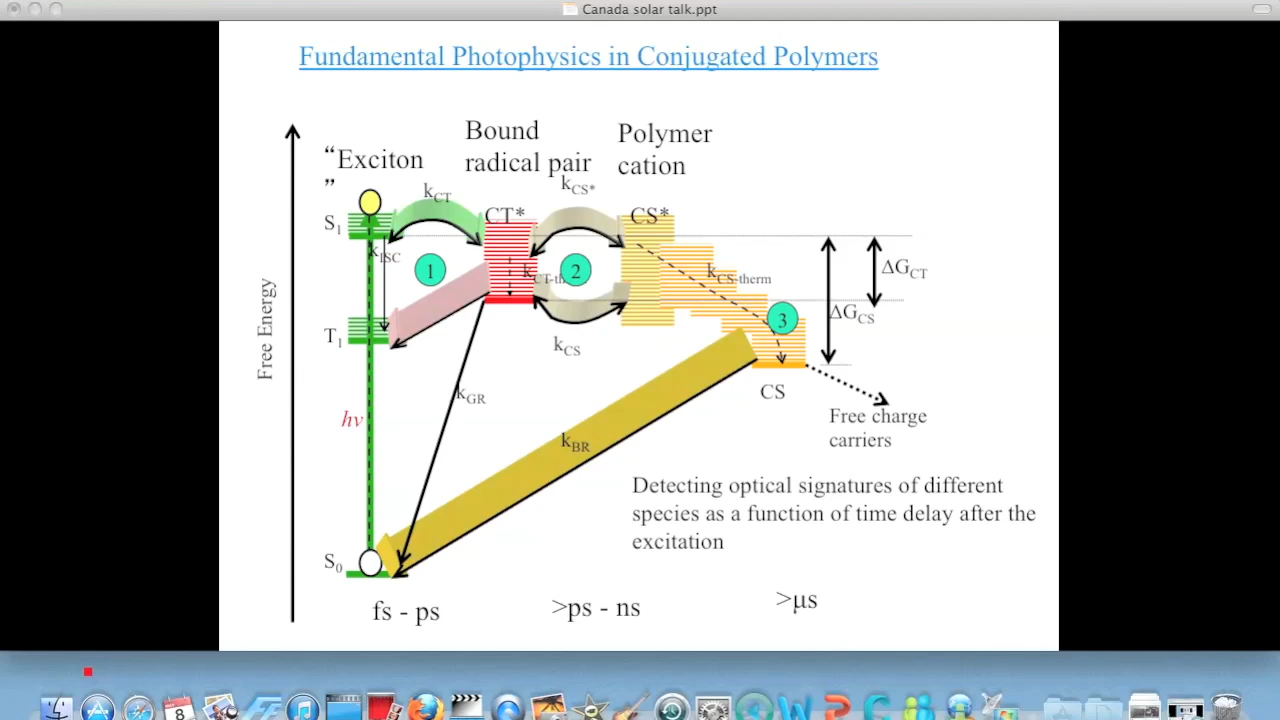 Canada solar talk.ppt
Fundamental Photophysics in Conjugated Polymers
“Exciton
”
Bound
radical pair
Polymer
cation
kCT
kCS*
S1
CT*
CS*
kISC
1
kCT-th
2
kCS-therm
ΔGCT
3
ΔGCS
T1
kCS
Free Energy
kGR
CS
hν
Free charge
carriers
kBR
Detecting optical signatures of different
species as a function of time delay after the
excitation
S0
fs - ps
>ps - ns
>μs
8